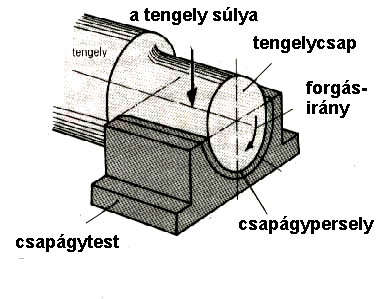 a tengely súlya
tengelycsap
tengely
forgás-
irány
csapágypersely
csapágytest